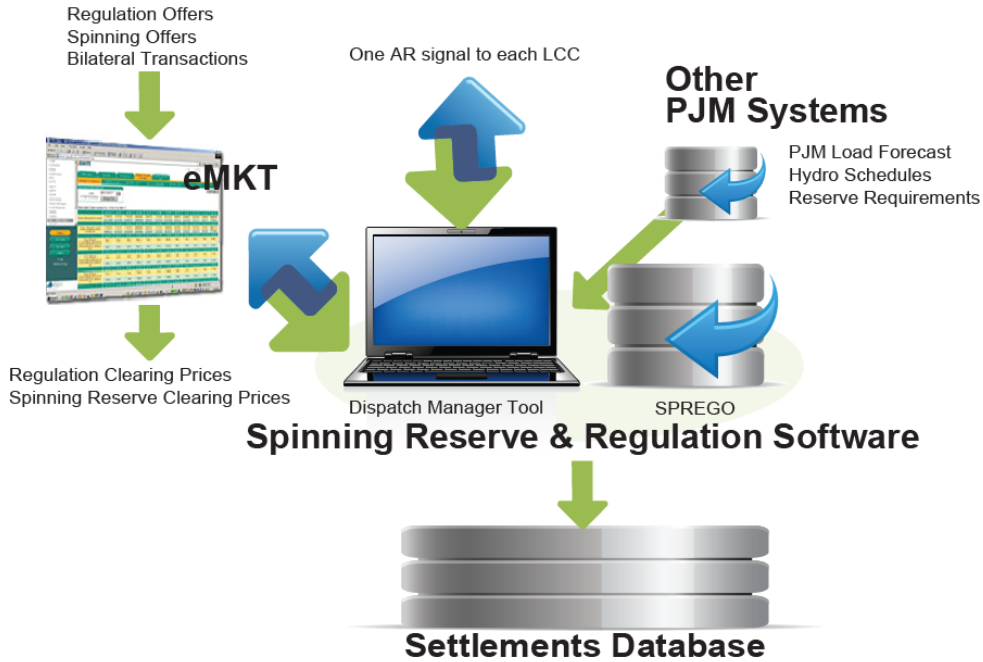 Regulation Offers
Spinning Offers
Bilateral Transactions
One AR signal to each LCC
Other
PJM Systems
PJM Load Forecast
Hydro Schedules
Reserve Requirements
eMKT
Regulation Clearing Prices
Spinning Reserve Clearing Prices
Dispatch Manager Tool
SPREGO
Spinning Reserve & Regulation Software
Settlements Database